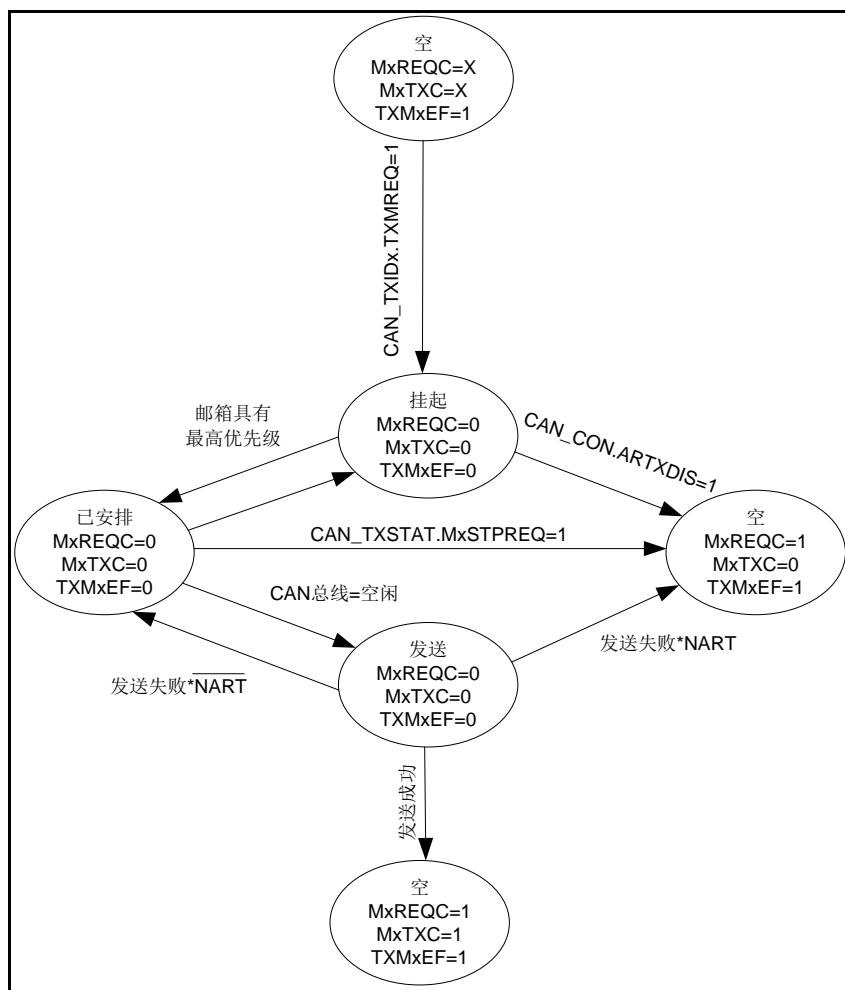 空
MxREQC=X
MxTXC=X
TXMxEF=1
CAN_TXIDx.TXMREQ=1
挂起
MxREQC=0
MxTXC=0
TXMxEF=0
邮箱具有
最高优先级
CAN_CON.ARTXDIS=1
已安排
MxREQC=0
MxTXC=0
TXMxEF=0
CAN_TXSTAT.MxSTPREQ=1
空
MxREQC=1
MxTXC=0
TXMxEF=1
CAN总线=空闲
发送
MxREQC=0
MxTXC=0
TXMxEF=0
发送失败*NART
发送失败*N̅A̅R̅T̅
发送成功
空
MxREQC=1
MxTXC=1
TXMxEF=1